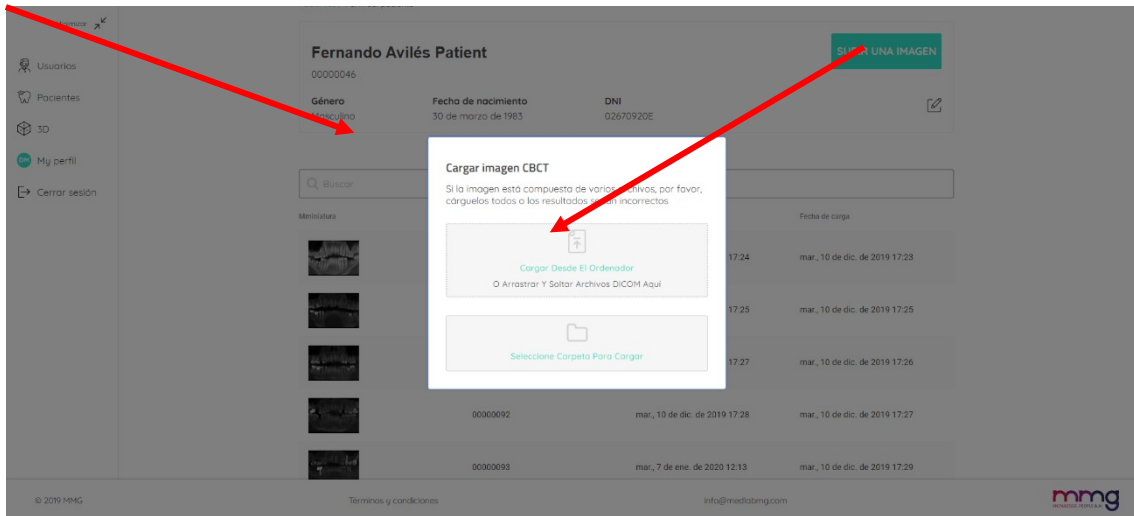 Usuarios
Pacientes
3D
DM My perfil
Cerrar sesión
Fernando Avilés Patient
00000046
UNA IMAGEN
Género Fecha de nacimiento DNI
Masculino 30 de marzo de 1983 02670920E
Buscar
Miniatura Fecha de carga
Cargar imagen CBCT
Si la imagen está compuesta de varios archivos, por favor,
cárguelos todos o los resultados serán incorrectos
Cargar Desde El Ordenador
O Arrastrar Y Soltar Archivos DICOM Aquí
Seleccione Carpeta Para Cargar
17:24 mar., 10 de dic. de 2019 17:23
17:25 mar., 10 de dic. de 2019 17:25
17:27 mar., 10 de dic. de 2019 17:26
00000092 mar., 10 de dic. de 2019 17:28 mar., 10 de dic. de 2019 17:27
00000093 mar., 7 de ene. de 2020 12:13 mar., 10 de dic. de 2019 17:29
© 2019 MMG Términos y condiciones info@medlabmg.com
mmg